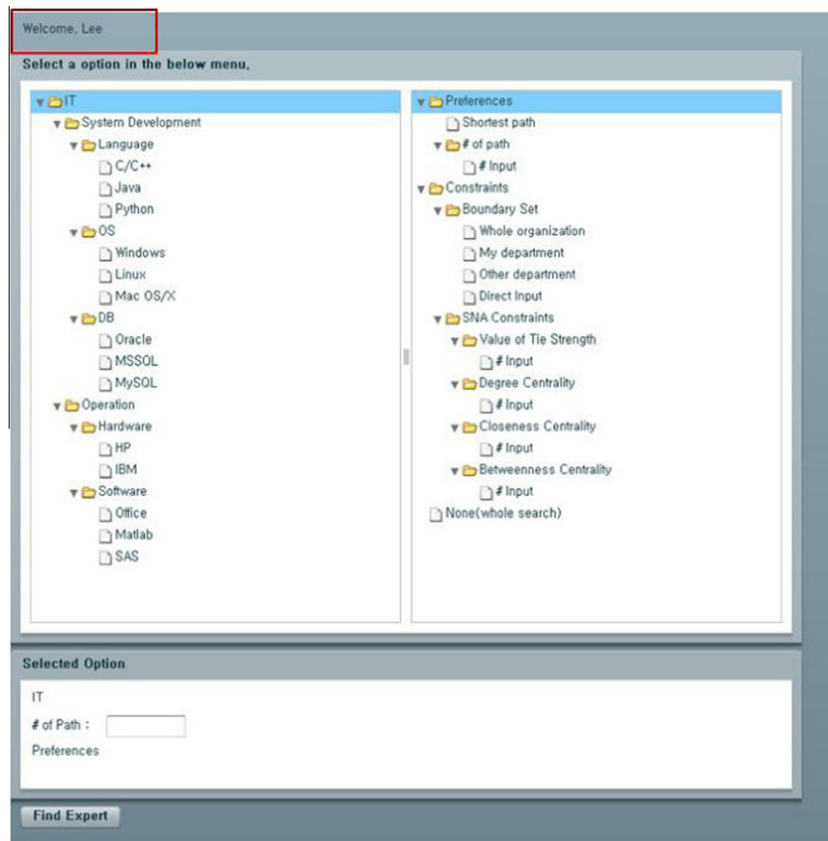 Welcome, Lee
Select a option in the below menu,
IT
System Development
Language
C/C++
Java
Python
OS
Windows
Linux
Mac OS/X
DB
Oracle
MSSQL
MySQL
Operation
Hardware
HP
IBM
Software
Office
Matlab
SAS
Preferences
Shortest path
# of path
# Input
Constraints
Boundary Set
Whole organization
My department
Other department
Direct Input
SNA Constraints
Value of Tie Strength
# Input
Degree Centrality
# Input
Closeness Centrality
# Input
Betweenness Centrality
# Input
None(whole search)
Selected Option
IT
# of Path :
Preferences
Find Expert